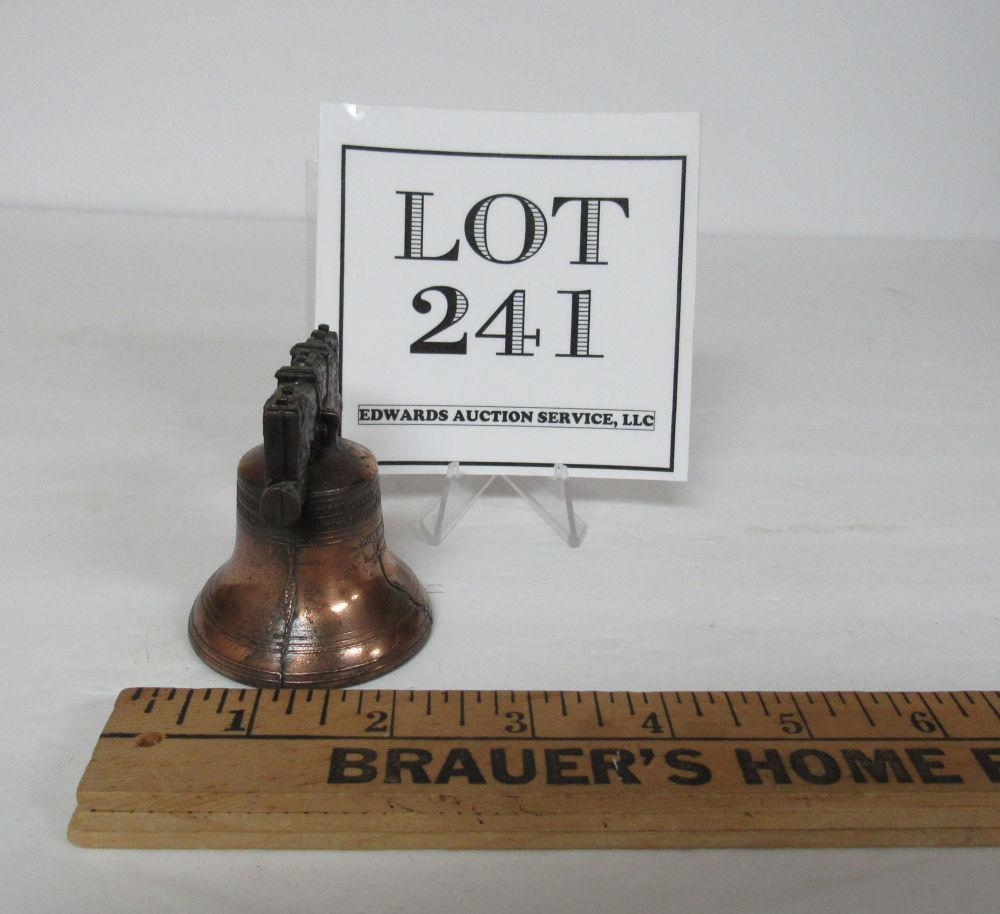 LOT
241
EDWARDS AUCTION SERVICE, LLC
1 2 3 4 5 6
BRAUER'S HOME